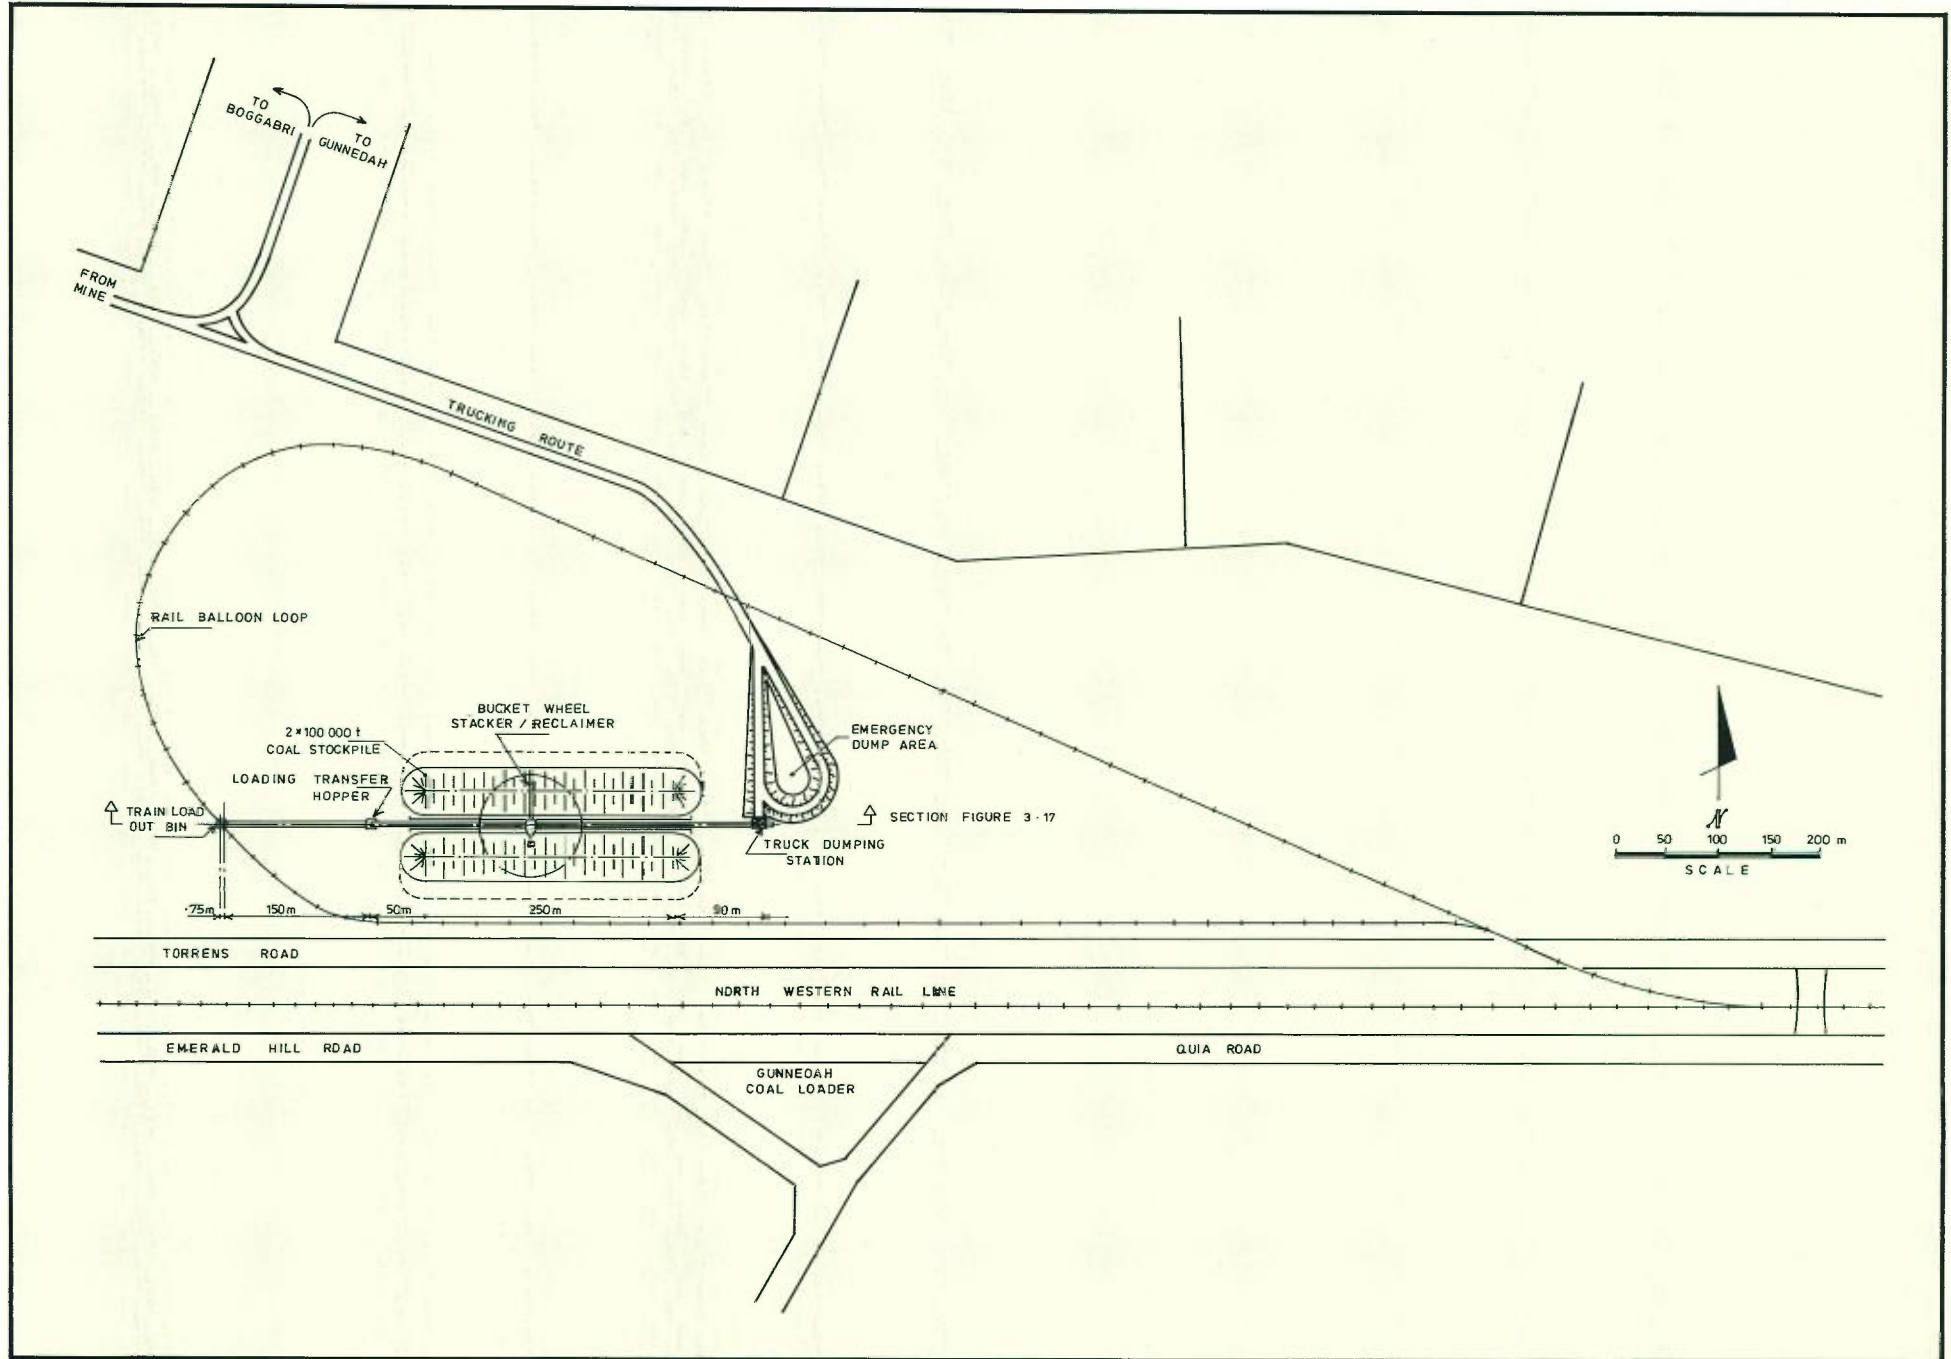 TO
BOGGABRI
TO
GUNNEDAH
FROM
MINE
TRUCKING ROUTE
RAIL BALLOON LOOP
BUCKET WHEEL
STACKER / RECLAIMER
2×100 000 t
COAL STOCKPILE
EMERGENCY
DUMP AREA
LOADING TRANSFER
HOPPER
TRAIN LOAD
OUT BIN
SECTION FIGURE 3·17
TRUCK DUMPING
STATION
N
0 50 100 150 200 m
SCALE
·75m 150m 50m 250m 90m
TORRENS ROAD
NORTH WESTERN RAIL LINE
EMERALD HILL ROAD
QUIA ROAD
GUNNEDAH
COAL LOADER